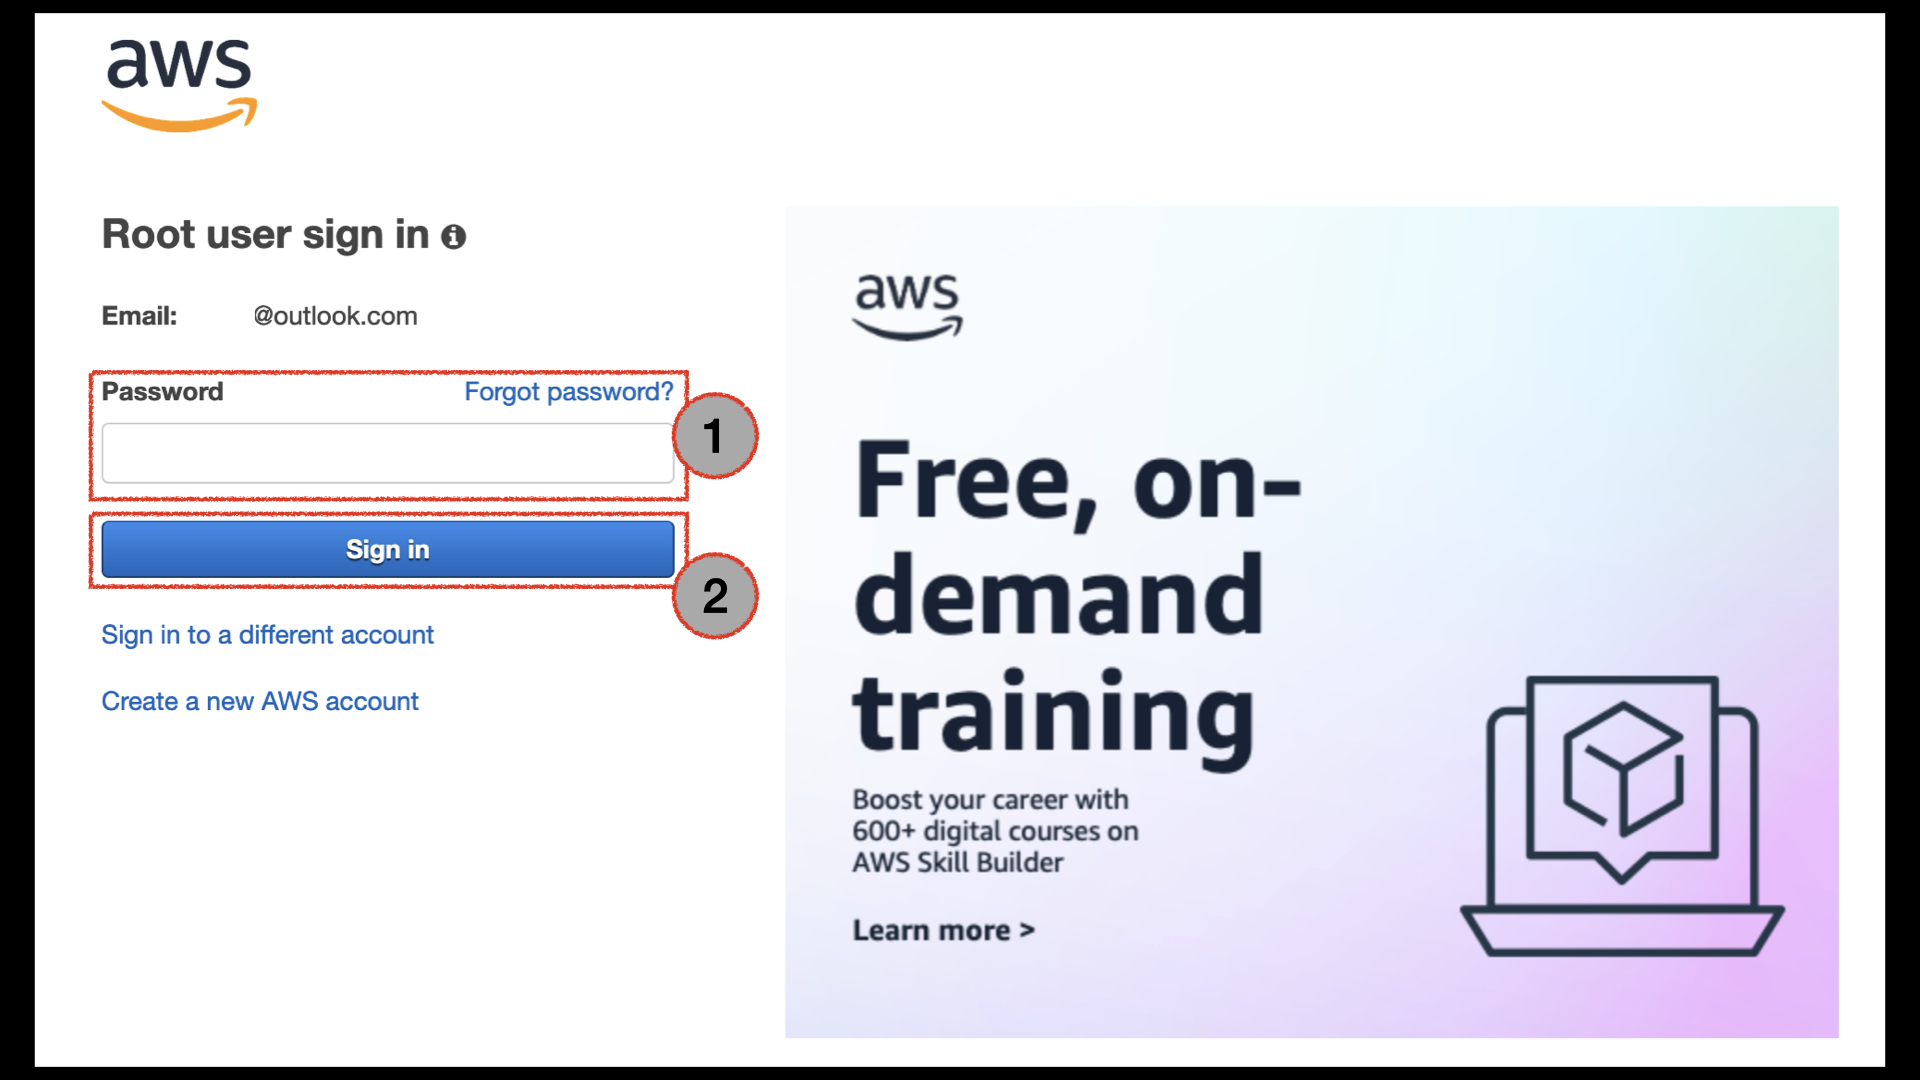 aws
Root user sign in
Email: @outlook.com
Password Forgot password?
1
Sign in
2
Sign in to a different account
Create a new AWS account
aws
Free, on-
demand
training
Boost your career with
600+ digital courses on
AWS Skill Builder
Learn more >